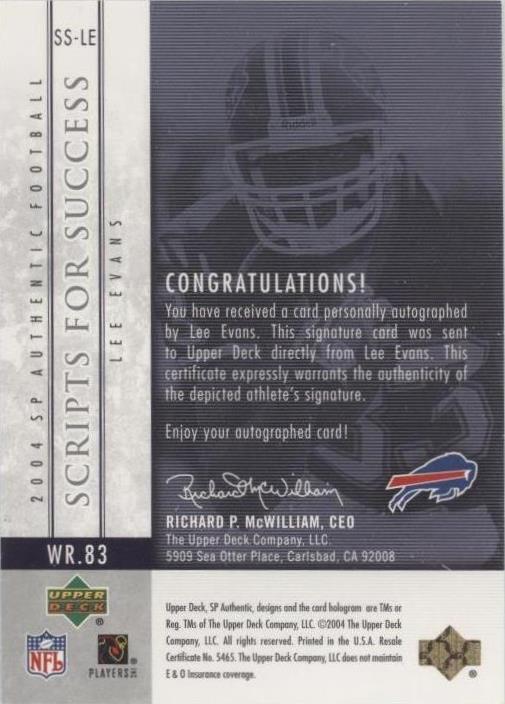 SS-LE
2004 SP AUTHENTIC FOOTBALL
SCRIPTS FOR SUCCESS
LEE EVANS
WR.83
Riddell
CONGRATULATIONS!
You have received a card personally autographed
by Lee Evans. This signature card was sent
to Upper Deck directly from Lee Evans. This
certificate expressly warrants the authenticity of
the depicted athlete's signature.
Enjoy your autographed card!
Richard McWilliam
RICHARD P. McWILLIAM, CEO
The Upper Deck Company, LLC.
5909 Sea Otter Place, Carlsbad, CA 92008
UPPER
DECK
®
NFL
PLAYERS INC
Upper Deck, SP Authentic, designs and the card hologram are TMs or
Reg. TMs of The Upper Deck Company, LLC. ©2004 The Upper Deck
Company, LLC. All rights reserved. Printed in the U.S.A. Resale
Certificate No. 5465. The Upper Deck Company, LLC does not maintain
E & O Insurance coverage.
®